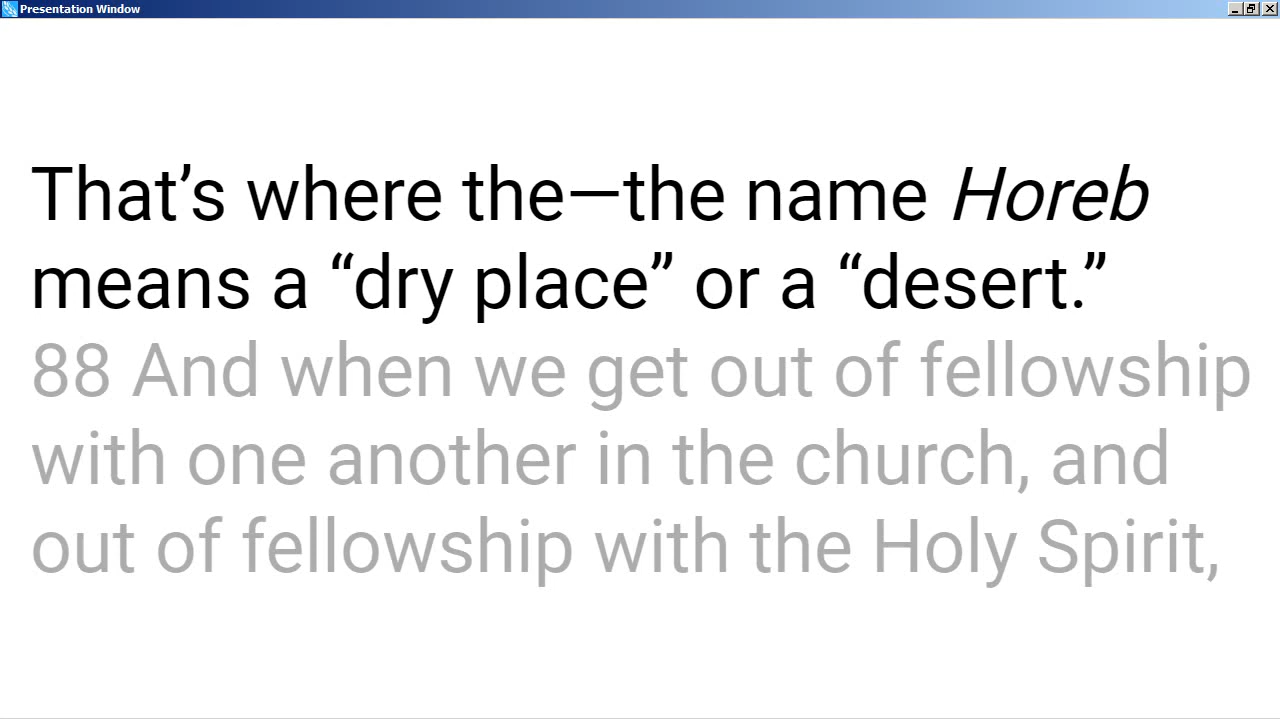 Presentation Window
That’s where the—the name Horeb
means a “dry place” or a “desert.”
88 And when we get out of fellowship
with one another in the church, and
out of fellowship with the Holy Spirit,